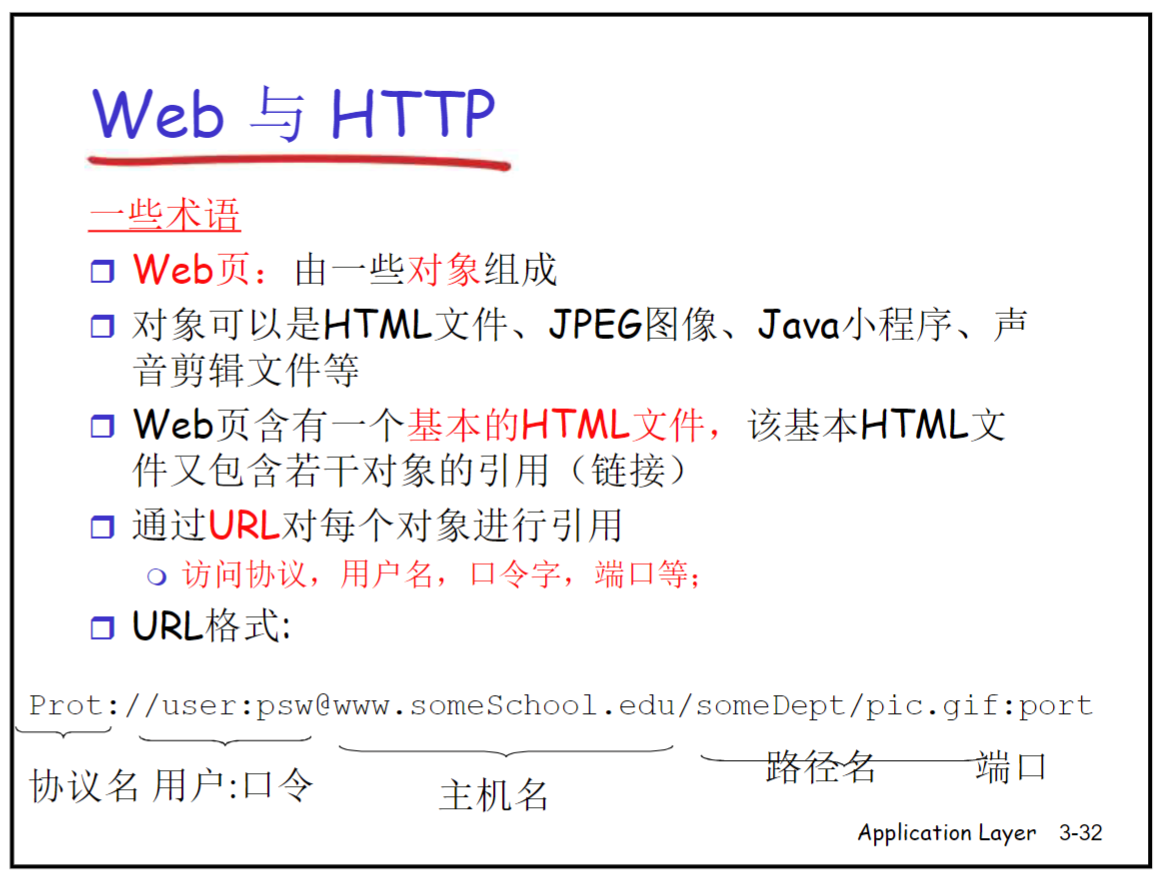 Web 与 HTTP
一些术语
Web页：由一些对象组成
对象可以是HTML文件、JPEG图像、Java小程序、声
音剪辑文件等
Web页含有一个基本的HTML文件，该基本HTML文
件又包含若干对象的引用（链接）
通过URL对每个对象进行引用
访问协议，用户名，口令字，端口等；
URL格式:
Prot://user:psw@www.someSchool.edu/someDept/pic.gif:port
协议名 用户:口令 主机名 路径名 端口
Application Layer 3-32